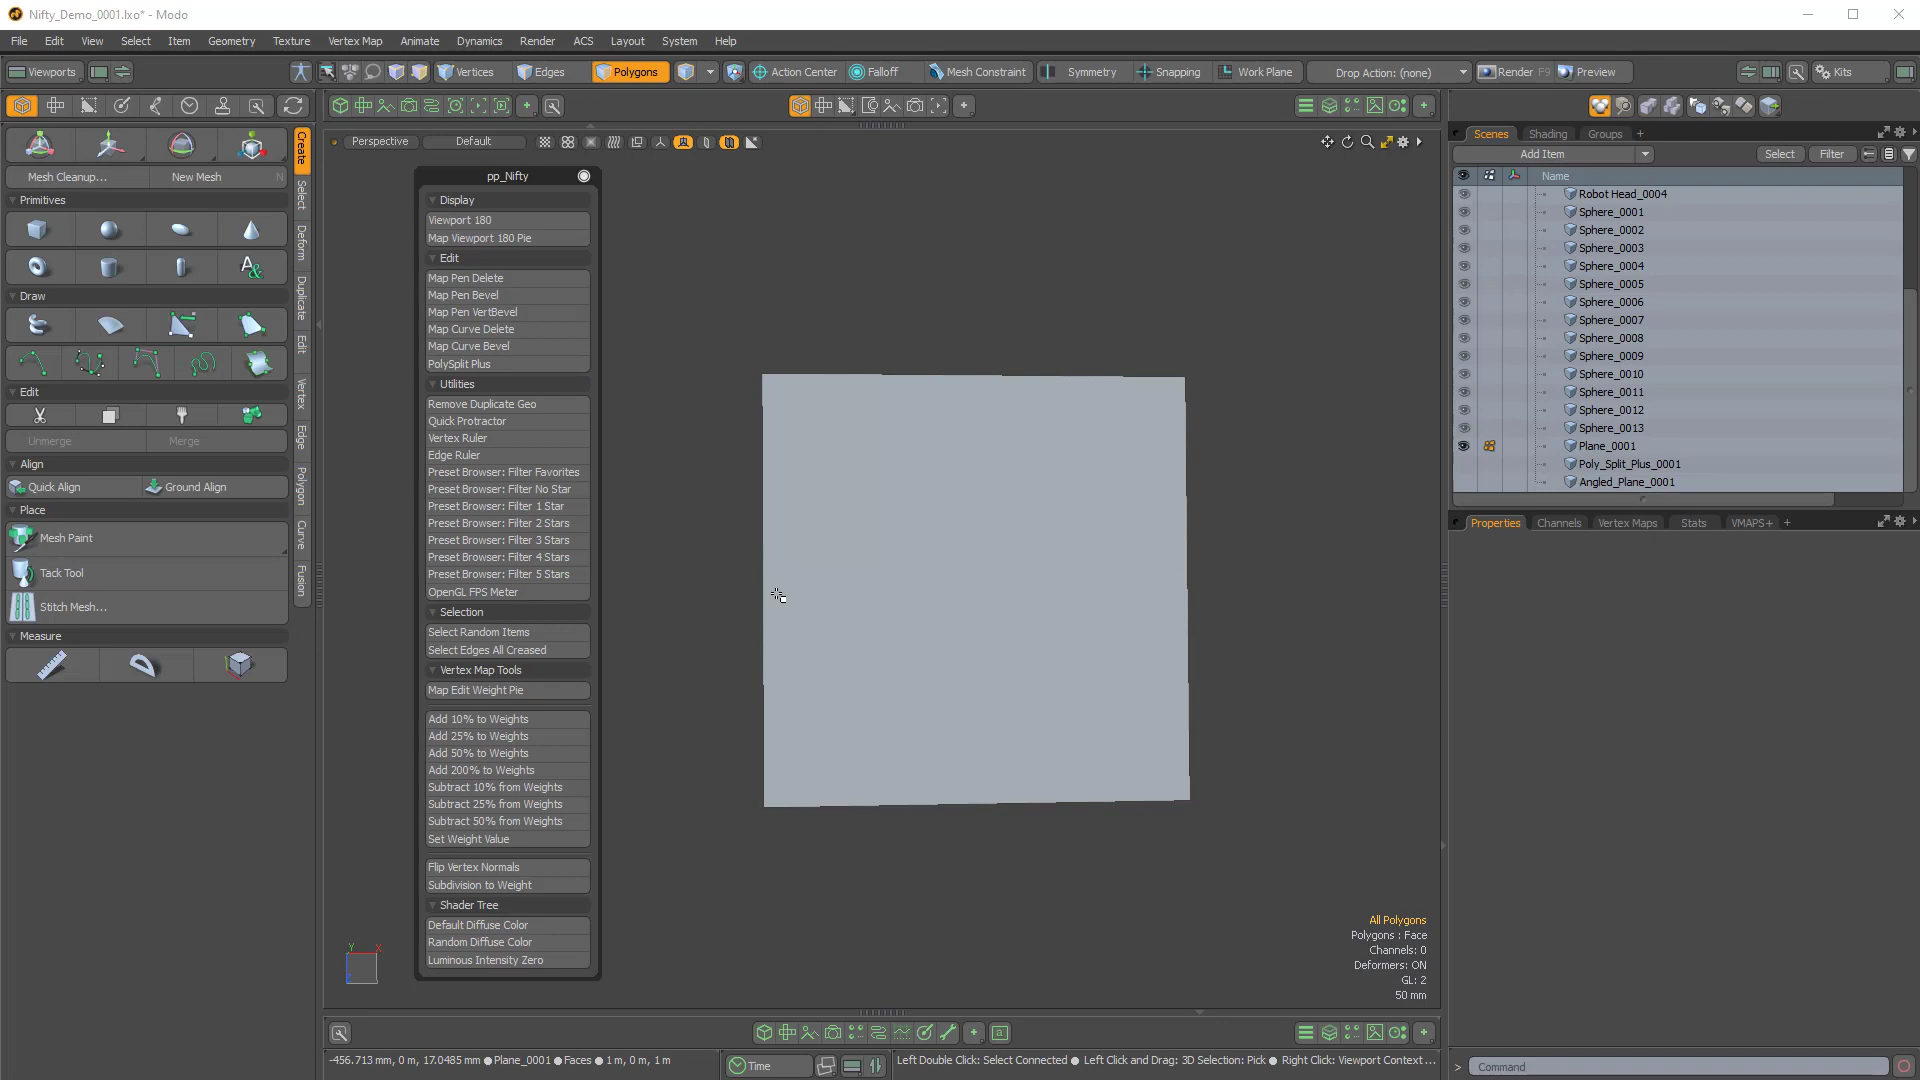 Nifty_Demo_0001.lxo* - Modo
File Edit View Select Item Geometry Texture Vertex Map Animate Dynamics Render ACS Layout System Help
Viewports Vertices Edges Polygons Action Center Falloff Mesh Constraint Symmetry Snapping Work Plane Drop Action: (none) Render F9 Preview Kits
Perspective Default
Mesh Cleanup... New Mesh N
Primitives
Draw
Edit
Unmerge Merge
Align
Quick Align Ground Align
Place
Mesh Paint
Tack Tool
Stitch Mesh...
Measure
Create
Select
Deform
Duplicate
Edit
Vertex
Edge
Polygon
Curve
Fusion
pp_Nifty
Display
Viewport 180
Map Viewport 180 Pie
Edit
Map Pen Delete
Map Pen Bevel
Map Pen VertBevel
Map Curve Delete
Map Curve Bevel
PolySplit Plus
Utilities
Remove Duplicate Geo
Quick Protractor
Vertex Ruler
Edge Ruler
Preset Browser: Filter Favorites
Preset Browser: Filter No Star
Preset Browser: Filter 1 Star
Preset Browser: Filter 2 Stars
Preset Browser: Filter 3 Stars
Preset Browser: Filter 4 Stars
Preset Browser: Filter 5 Stars
OpenGL FPS Meter
Selection
Select Random Items
Select Edges All Creased
Vertex Map Tools
Map Edit Weight Pie
Add 10% to Weights
Add 25% to Weights
Add 50% to Weights
Add 200% to Weights
Subtract 10% from Weights
Subtract 25% from Weights
Subtract 50% from Weights
Set Weight Value
Flip Vertex Normals
Subdivision to Weight
Shader Tree
Default Diffuse Color
Random Diffuse Color
Luminous Intensity Zero
Y X
All Polygons
Polygons : Face
Channels: 0
Deformers: ON
GL: 2
50 mm
Scenes Shading Groups +
Add Item Select Filter
Name
Robot Head_0004
Sphere_0001
Sphere_0002
Sphere_0003
Sphere_0004
Sphere_0005
Sphere_0006
Sphere_0007
Sphere_0008
Sphere_0009
Sphere_0010
Sphere_0011
Sphere_0012
Sphere_0013
Plane_0001
Poly_Split_Plus_0001
Angled_Plane_0001
Properties Channels Vertex Maps Stats VMAPS+ +
-456.713 mm, 0 m, 17.0485 mm ● Plane_0001 ● Faces ● 1 m, 0 m, 1 m
Time
Left Double Click: Select Connected ● Left Click and Drag: 3D Selection: Pick ● Right Click: Viewport Context ...
> Command